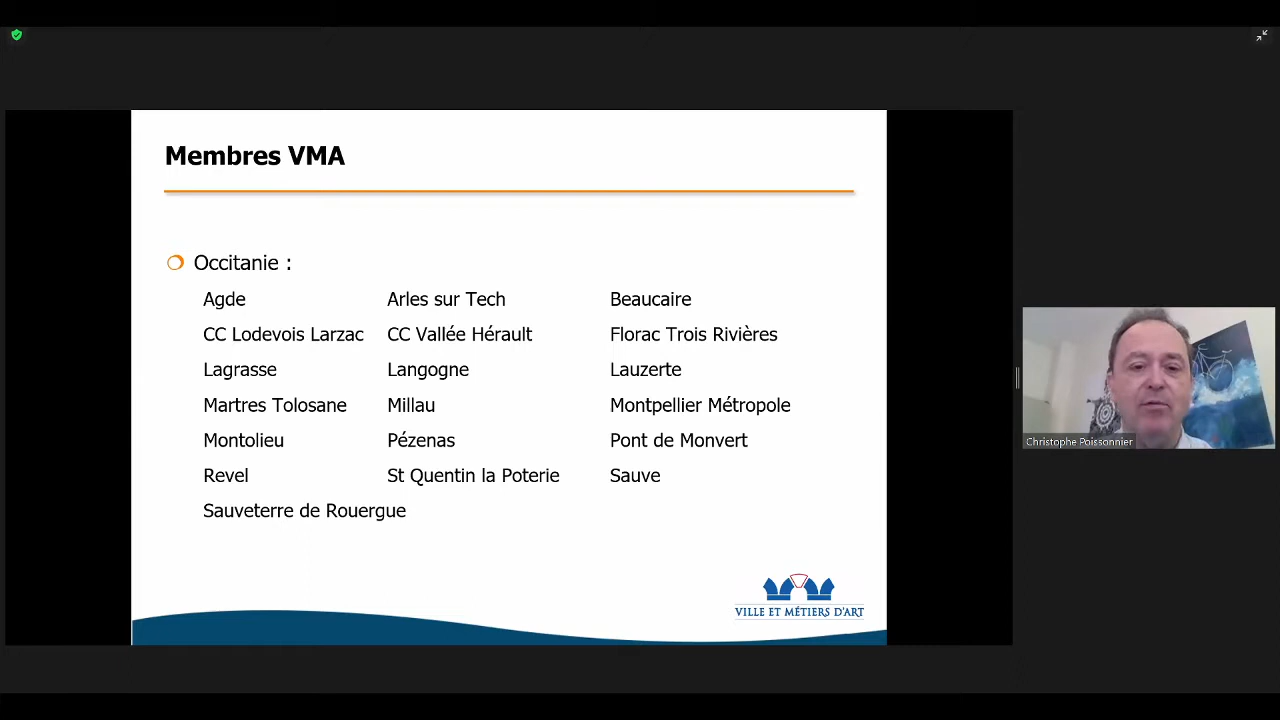 Membres VMA
Occitanie :
Agde Arles sur Tech Beaucaire
CC Lodevois Larzac CC Vallée Hérault Florac Trois Rivières
Lagrasse Langogne Lauzerte
Martres Tolosane Millau Montpellier Métropole
Montolieu Pézenas Pont de Monvert
Revel St Quentin la Poterie Sauve
Sauveterre de Rouergue
VILLE ET MÉTIERS D'ART
Christophe Poissonnier